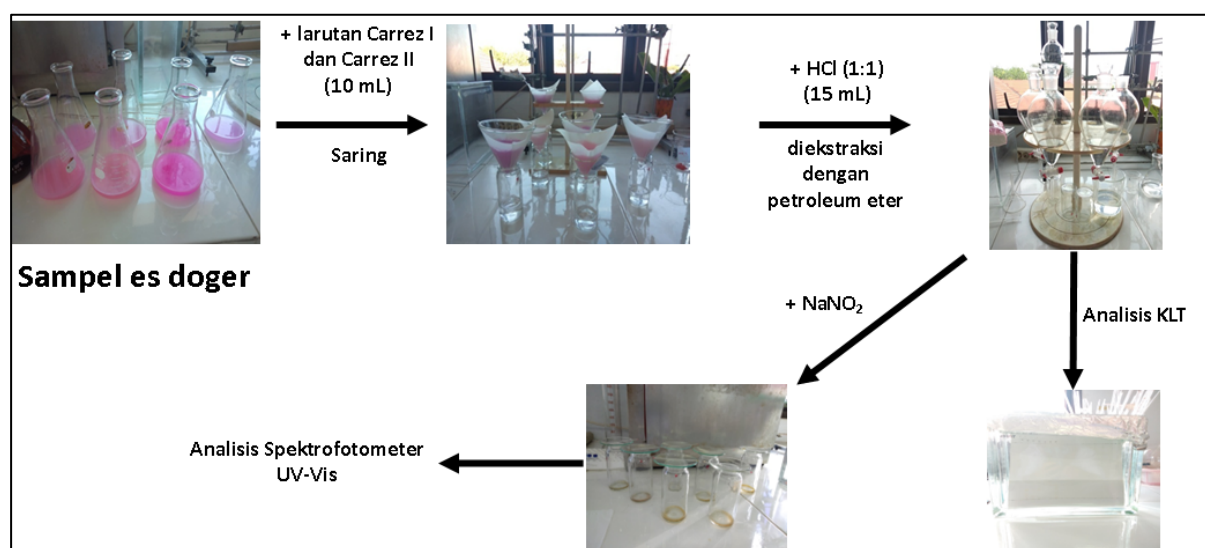 + larutan Carrez I
dan Carrez II
(10 mL)
Saring
+ HCl (1:1)
(15 mL)
diekstraksi
dengan
petroleum eter
Sampel es doger
+ NaNO₂
Analisis KLT
Analisis Spektrofotometer
UV-Vis